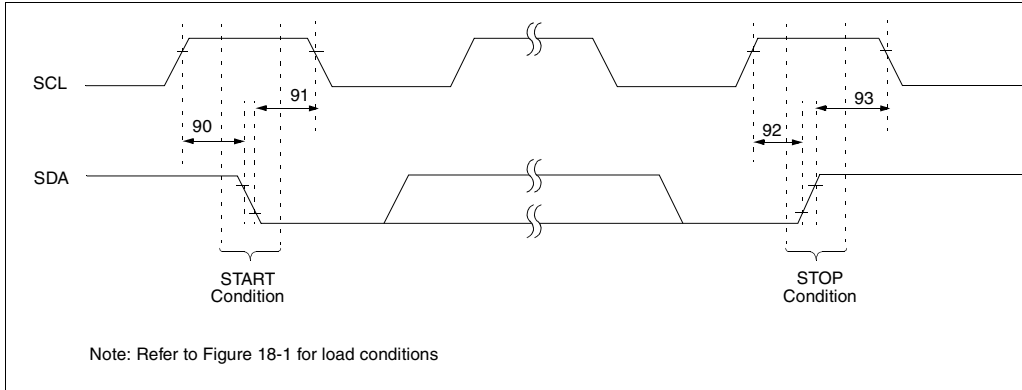 SCL
91
93
90
92
SDA
START
Condition
STOP
Condition
Note: Refer to Figure 18-1 for load conditions